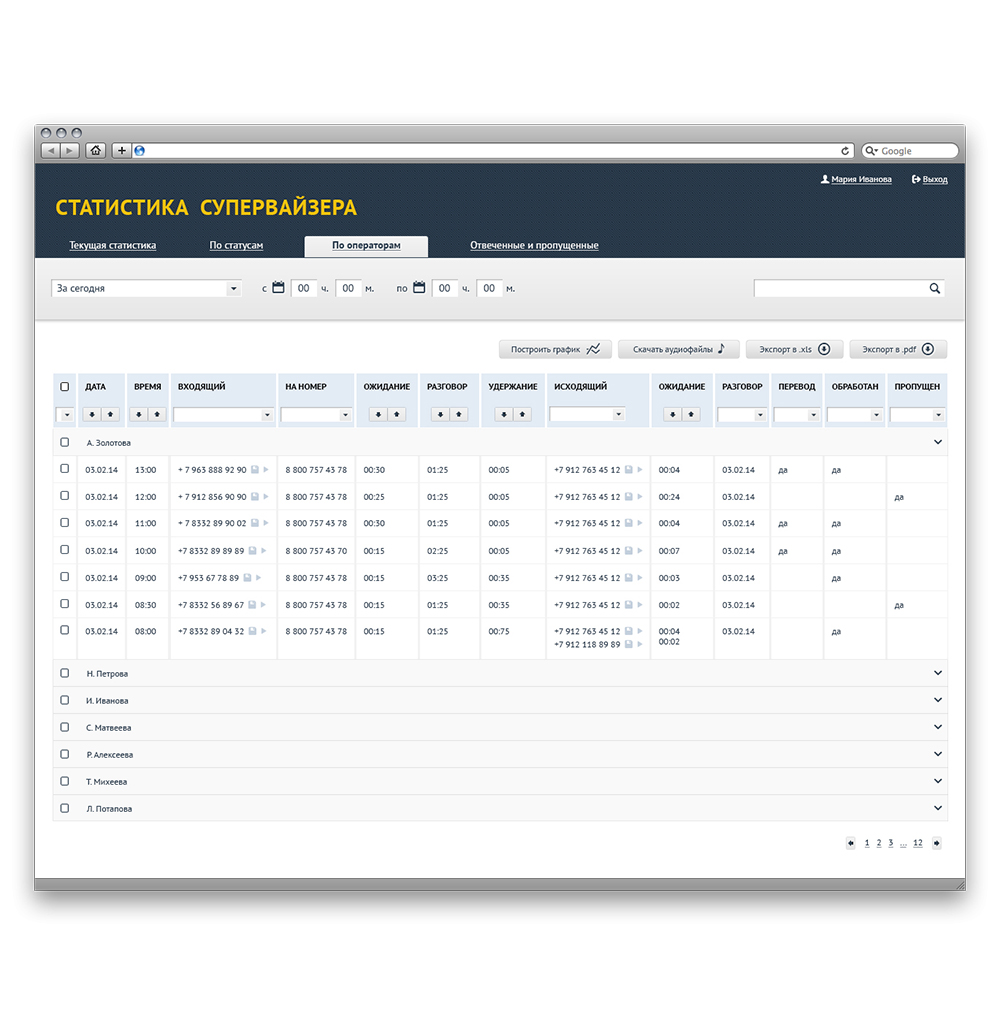 Google
Мария Иванова Выход
СТАТИСТИКА СУПЕРВАЙЗЕРА
Текущая статистика По статусам По операторам Отвеченные и пропущенные
За сегодня с 00 ч. 00 м. по 00 ч. 00 м.
Построить график Скачать аудиофайлы Экспорт в .xls Экспорт в .pdf
ДАТА ВРЕМЯ ВХОДЯЩИЙ НА НОМЕР ОЖИДАНИЕ РАЗГОВОР УДЕРЖАНИЕ ИСХОДЯЩИЙ ОЖИДАНИЕ РАЗГОВОР ПЕРЕВОД ОБРАБОТАН ПРОПУЩЕН
А. Золотова
03.02.14 13:00 + 7 963 888 92 90 8 800 757 43 78 00:30 01:25 00:05 +7 912 763 45 12 00:04 03.02.14 да да
03.02.14 12:00 + 7 912 856 90 90 8 800 757 43 78 00:25 01:25 00:05 +7 912 763 45 12 00:24 03.02.14 да
03.02.14 11:00 + 7 8332 89 90 02 8 800 757 43 78 00:30 01:25 00:05 +7 912 763 45 12 00:04 03.02.14 да да
03.02.14 10:00 +7 8332 89 89 89 8 800 757 43 70 00:15 02:25 00:05 +7 912 763 45 12 00:07 03.02.14 да да
03.02.14 09:00 +7 953 67 78 89 8 800 757 43 78 00:15 03:25 00:35 +7 912 763 45 12 00:03 03.02.14 да
03.02.14 08:30 +7 8332 56 89 67 8 800 757 43 78 00:15 01:25 00:35 +7 912 763 45 12 00:02 03.02.14 да
03.02.14 08:00 +7 8332 89 04 32 8 800 757 43 78 00:15 01:25 00:75 +7 912 763 45 12 00:04 03.02.14 да
+7 912 118 89 89 00:02
Н. Петрова
И. Иванова
С. Матвеева
Р. Алексеева
Т. Михеева
Л. Потапова
1 2 3 ... 12